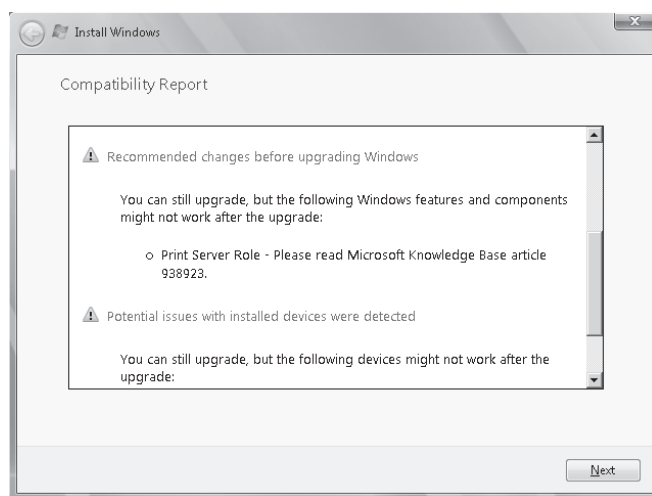 Install Windows
Compatibility Report
Recommended changes before upgrading Windows
You can still upgrade, but the following Windows features and components
might not work after the upgrade:
Print Server Role - Please read Microsoft Knowledge Base article
938923.
Potential issues with installed devices were detected
You can still upgrade, but the following devices might not work after the
upgrade:
Next